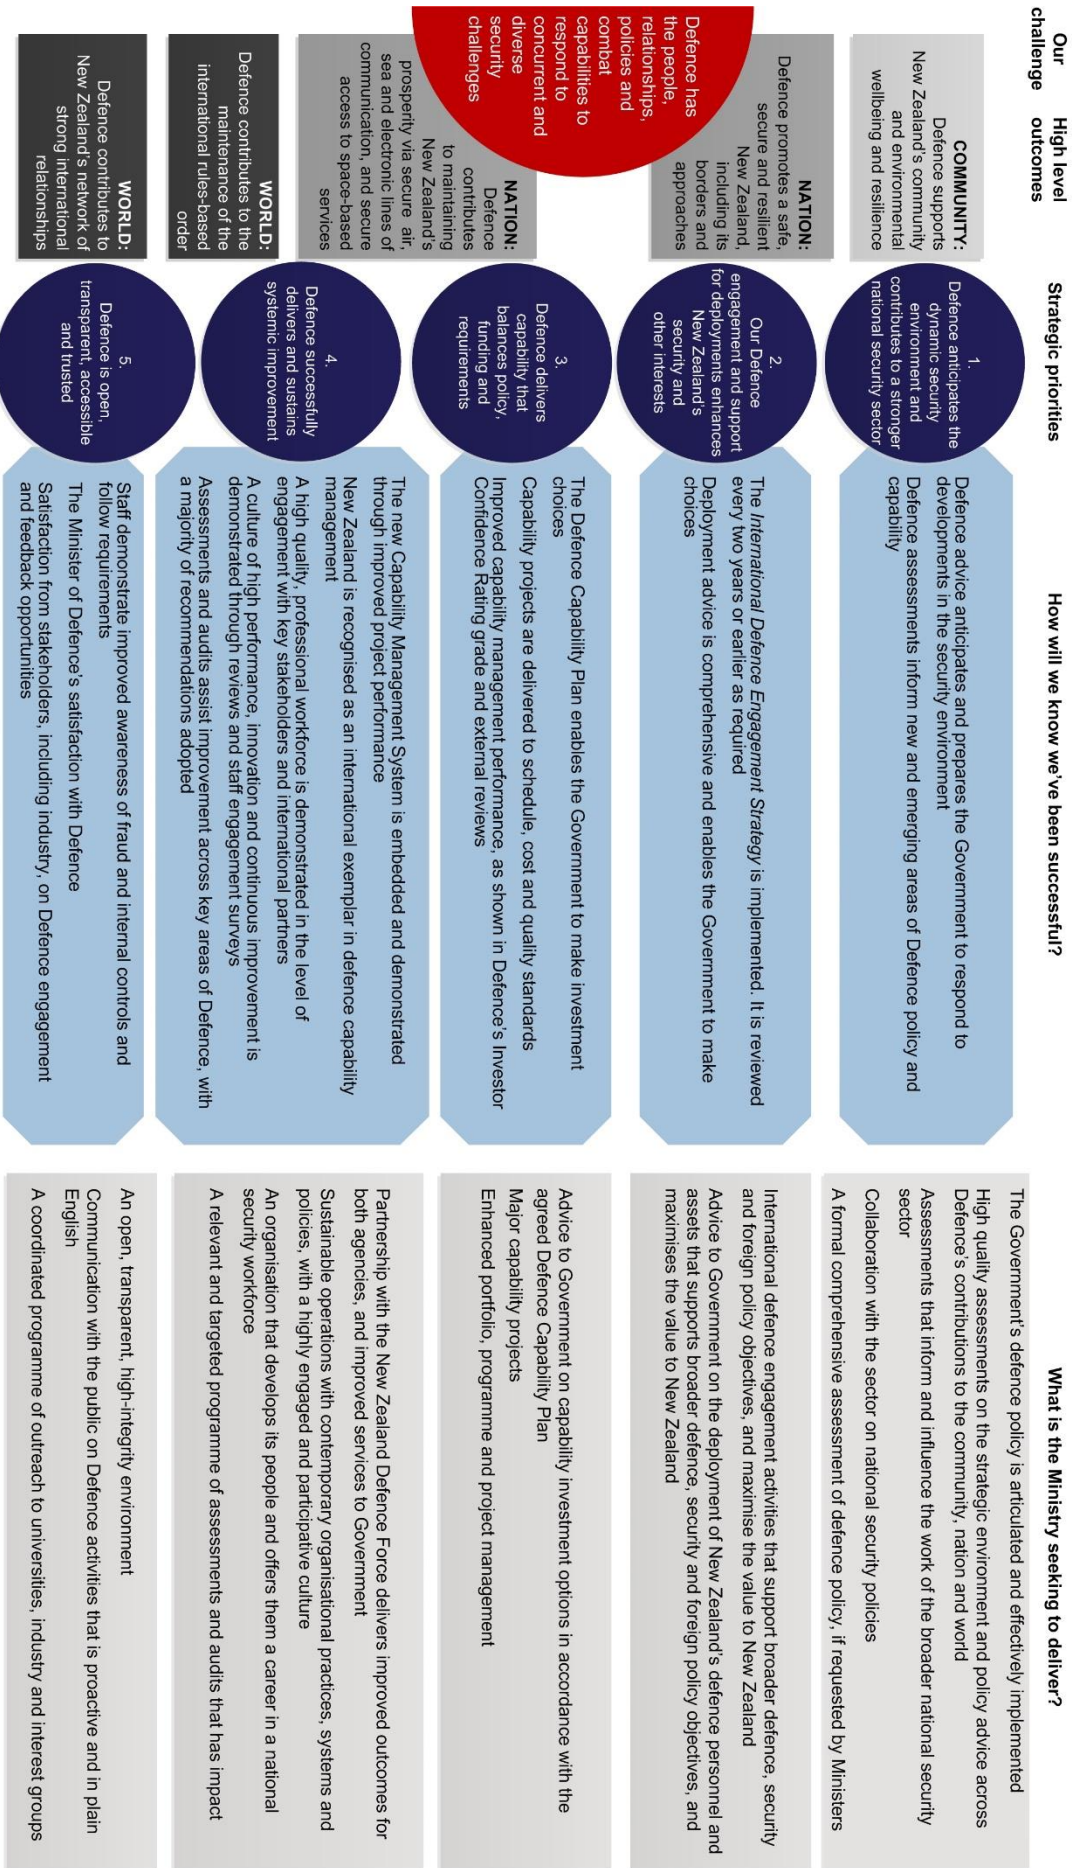 Our
challenge
High level
outcomes
Strategic priorities
How will we know we've been successful?
What is the Ministry seeking to deliver?
Defence has
the people,
relationships,
policies and
combat
capabilities to
respond to
concurrent and
diverse
security
challenges
COMMUNITY:
Defence supports
New Zealand's community
and environmental
wellbeing and resilience
NATION:
Defence promotes a safe,
secure and resilient
New Zealand,
including its
borders and
approaches
NATION:
Defence
contributes
to maintaining
New Zealand's
prosperity via secure air,
sea and electronic lines of
communication, and secure
access to space-based
services
WORLD:
Defence contributes to the
maintenance of the
international rules-based
order
WORLD:
Defence contributes to
New Zealand's network of
strong international
relationships
1.
Defence anticipates the
dynamic security
environment and
contributes to a stronger
national security sector
Defence advice anticipates and prepares the Government to respond to
developments in the security environment
Defence assessments inform new and emerging areas of Defence policy and
capability
The Government's defence policy is articulated and effectively implemented
High quality assessments on the strategic environment and policy advice across
Defence's contributions to the community, nation and world
Assessments that inform and influence the work of the broader national security
sector
Collaboration with the sector on national security policies
A formal comprehensive assessment of defence policy, if requested by Ministers
2.
Our Defence
engagement and support
for deployments enhances
New Zealand's
security and
other interests
The International Defence Engagement Strategy is implemented. It is reviewed
every two years or earlier as required
Deployment advice is comprehensive and enables the Government to make
choices
International defence engagement activities that support broader defence, security
and foreign policy objectives, and maximise the value to New Zealand
Advice to Government on the deployment of New Zealand's defence personnel and
assets that supports broader defence, security and foreign policy objectives, and
maximises the value to New Zealand
3.
Defence delivers
capability that
balances policy,
funding and
requirements
The Defence Capability Plan enables the Government to make investment
choices
Capability projects are delivered to schedule, cost and quality standards
Improved capability management performance, as shown in Defence's Investor
Confidence Rating grade and external reviews
Advice to Government on capability investment options in accordance with the
agreed Defence Capability Plan
Major capability projects
Enhanced portfolio, programme and project management
4.
Defence successfully
delivers and sustains
systemic improvement
The new Capability Management System is embedded and demonstrated
through improved project performance
New Zealand is recognised as an international exemplar in defence capability
management
A high quality, professional workforce is demonstrated in the level of
engagement with key stakeholders and international partners
A culture of high performance, innovation and continuous improvement is
demonstrated through reviews and staff engagement surveys
Assessments and audits assist improvement across key areas of Defence, with
a majority of recommendations adopted
Partnership with the New Zealand Defence Force delivers improved outcomes for
both agencies, and improved services to Government
Sustainable operations with contemporary organisational practices, systems and
policies, with a highly engaged and participative culture
An organisation that develops its people and offers them a career in a national
security workforce
A relevant and targeted programme of assessments and audits that has impact
5.
Defence is open,
transparent, accessible
and trusted
Staff demonstrate improved awareness of fraud and internal controls and
follow requirements
The Minister of Defence's satisfaction with Defence
Satisfaction from stakeholders, including industry, on Defence engagement
and feedback opportunities
An open, transparent, high-integrity environment
Communication with the public on Defence activities that is proactive and in plain
English
A coordinated programme of outreach to universities, industry and interest groups